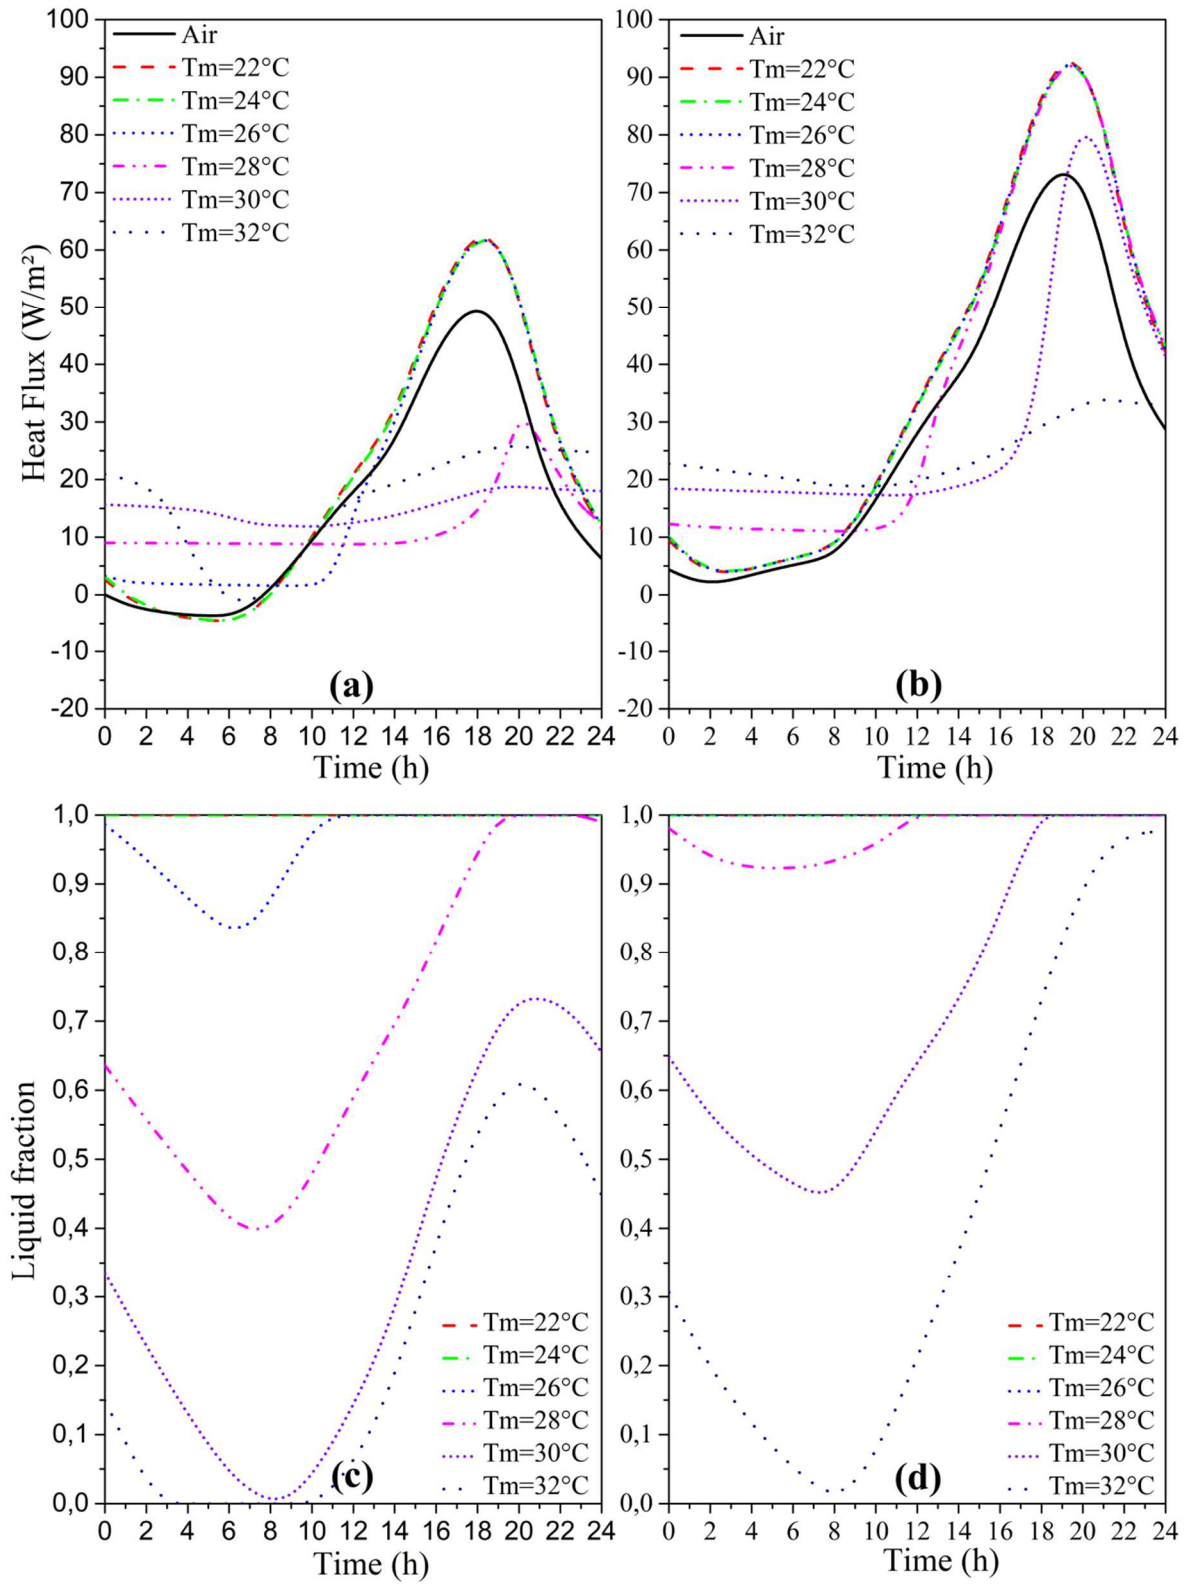 Heat Flux (W/m²)
100
90
80
70
60
50
40
30
20
10
0
-10
-20
Air
Tm=22°C
Tm=24°C
Tm=26°C
Tm=28°C
Tm=30°C
Tm=32°C
(a)
0 2 4 6 8 10 12 14 16 18 20 22 24
Time (h)
100
90
80
70
60
50
40
30
20
10
0
-10
-20
Air
Tm=22°C
Tm=24°C
Tm=26°C
Tm=28°C
Tm=30°C
Tm=32°C
(b)
0 2 4 6 8 10 12 14 16 18 20 22 24
Time (h)
Liquid fraction
1,0
0,9
0,8
0,7
0,6
0,5
0,4
0,3
0,2
0,1
0,0
Tm=22°C
Tm=24°C
Tm=26°C
Tm=28°C
Tm=30°C
Tm=32°C
(c)
0 2 4 6 8 10 12 14 16 18 20 22 24
Time (h)
1,0
0,9
0,8
0,7
0,6
0,5
0,4
0,3
0,2
0,1
0,0
Tm=22°C
Tm=24°C
Tm=26°C
Tm=28°C
Tm=30°C
Tm=32°C
(d)
0 2 4 6 8 10 12 14 16 18 20 22 24
Time (h)